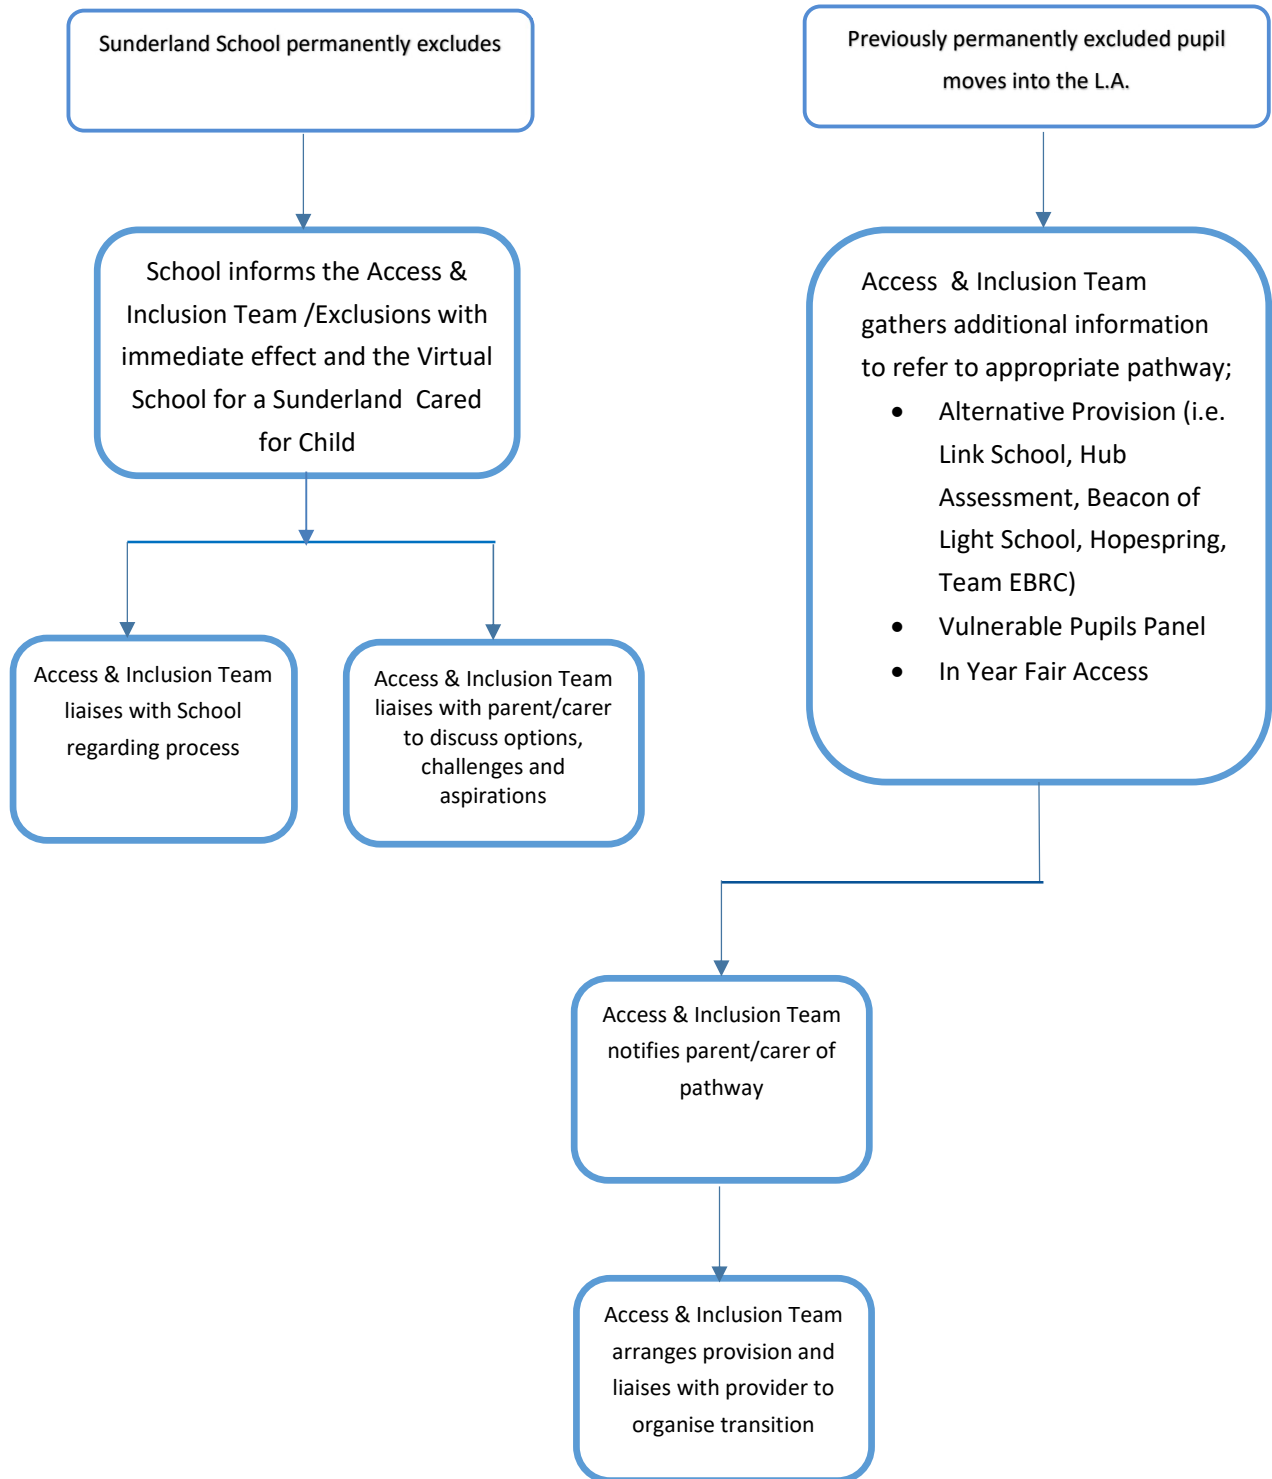 Sunderland School permanently excludes
Previously permanently excluded pupil
moves into the L.A.
School informs the Access &
Inclusion Team /Exclusions with
immediate effect and the Virtual
School for a Sunderland  Cared
for Child
Access  & Inclusion Team
gathers additional information
to refer to appropriate pathway;
• Alternative Provision (i.e.
Link School, Hub
Assessment, Beacon of
Light School, Hopespring,
Team EBRC)
• Vulnerable Pupils Panel
• In Year Fair Access
Access & Inclusion Team
liaises with School
regarding process
Access & Inclusion Team
liaises with parent/carer
to discuss options,
challenges and
aspirations
Access & Inclusion Team
notifies parent/carer of
pathway
Access & Inclusion Team
arranges provision and
liaises with provider to
organise transition